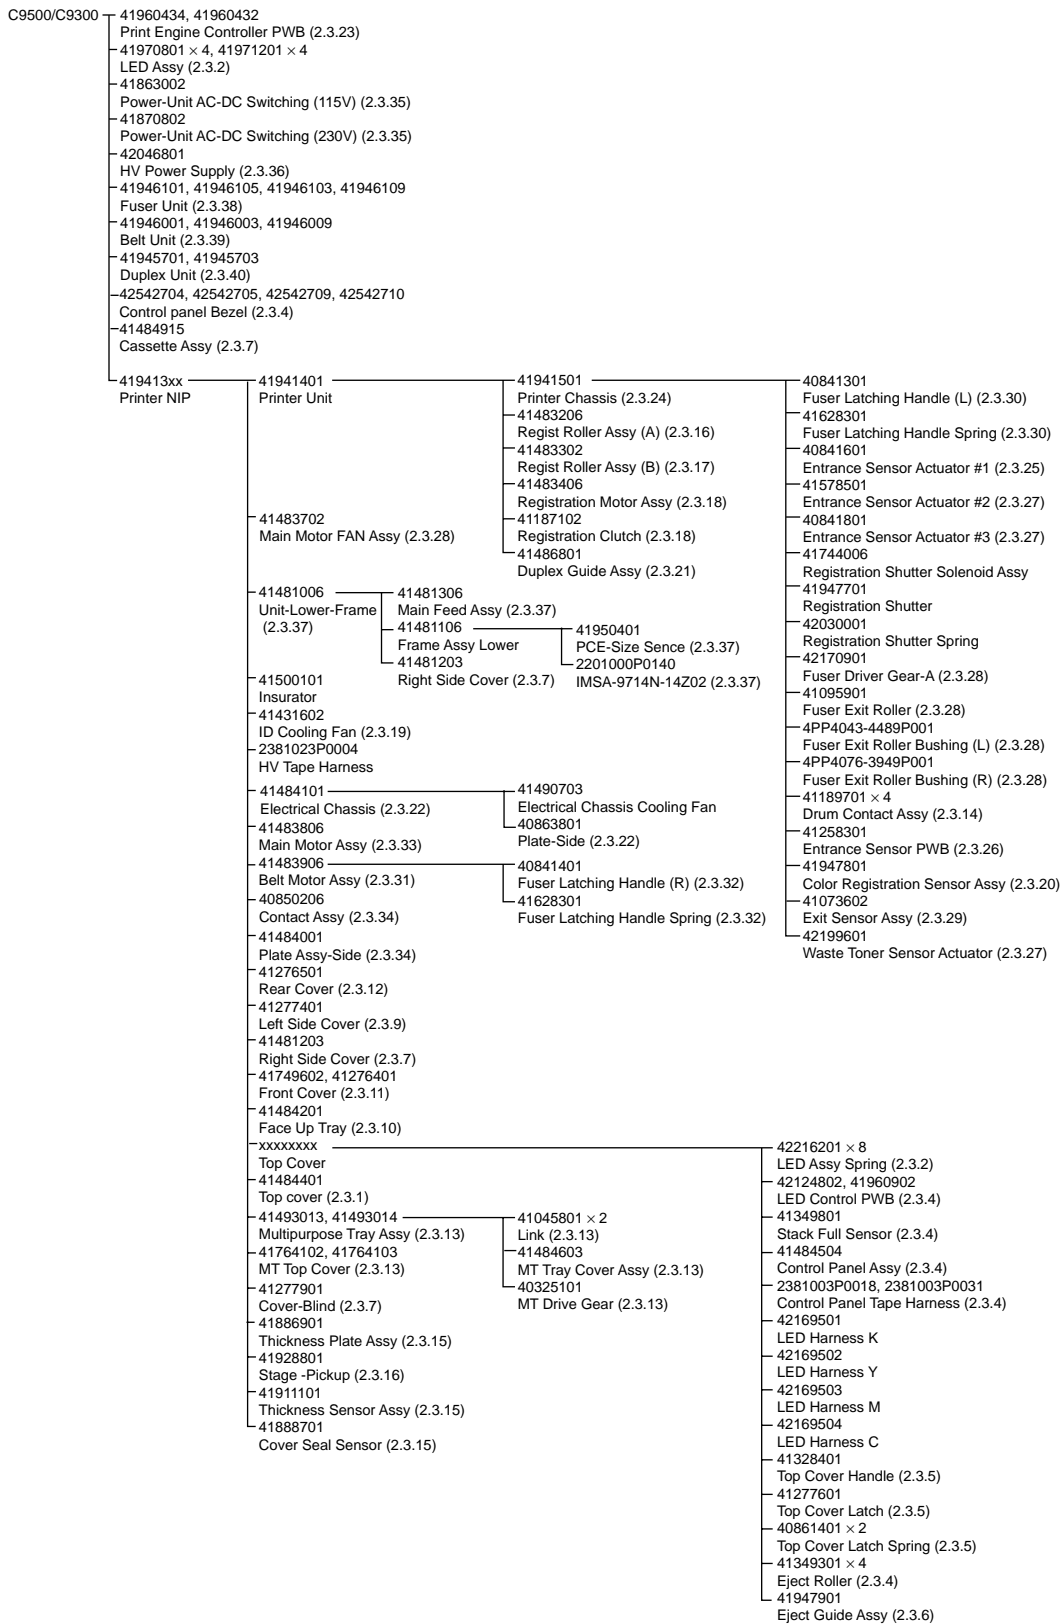 C9500/C9300
41960434, 41960432
Print Engine Controller PWB (2.3.23)
41970801 × 4, 41971201 × 4
LED Assy (2.3.2)
41863002
Power-Unit AC-DC Switching (115V) (2.3.35)
41870802
Power-Unit AC-DC Switching (230V) (2.3.35)
42046801
HV Power Supply (2.3.36)
41946101, 41946105, 41946103, 41946109
Fuser Unit (2.3.38)
41946001, 41946003, 41946009
Belt Unit (2.3.39)
41945701, 41945703
Duplex Unit (2.3.40)
42542704, 42542705, 42542709, 42542710
Control panel Bezel (2.3.4)
41484915
Cassette Assy (2.3.7)
419413xx
Printer NIP
41941401
Printer Unit
41941501
Printer Chassis (2.3.24)
41483206
Regist Roller Assy (A) (2.3.16)
41483302
Regist Roller Assy (B) (2.3.17)
41483406
Registration Motor Assy (2.3.18)
41187102
Registration Clutch (2.3.18)
41486801
Duplex Guide Assy (2.3.21)
40841301
Fuser Latching Handle (L) (2.3.30)
41628301
Fuser Latching Handle Spring (2.3.30)
40841601
Entrance Sensor Actuator #1 (2.3.25)
41578501
Entrance Sensor Actuator #2 (2.3.27)
40841801
Entrance Sensor Actuator #3 (2.3.27)
41744006
Registration Shutter Solenoid Assy
41947701
Registration Shutter
42030001
Registration Shutter Spring
42170901
Fuser Driver Gear-A (2.3.28)
41095901
Fuser Exit Roller (2.3.28)
4PP4043-4489P001
Fuser Exit Roller Bushing (L) (2.3.28)
4PP4076-3949P001
Fuser Exit Roller Bushing (R) (2.3.28)
41189701 × 4
Drum Contact Assy (2.3.14)
41258301
Entrance Sensor PWB (2.3.26)
41947801
Color Registration Sensor Assy (2.3.20)
41073602
Exit Sensor Assy (2.3.29)
42199601
Waste Toner Sensor Actuator (2.3.27)
41483702
Main Motor FAN Assy (2.3.28)
41481006
Unit-Lower-Frame
(2.3.37)
41481306
Main Feed Assy (2.3.37)
41481106
Frame Assy Lower
41481203
Right Side Cover (2.3.7)
41950401
PCE-Size Sence (2.3.37)
2201000P0140
IMSA-9714N-14Z02 (2.3.37)
41500101
Insurator
41431602
ID Cooling Fan (2.3.19)
2381023P0004
HV Tape Harness
41484101
Electrical Chassis (2.3.22)
41490703
Electrical Chassis Cooling Fan
40863801
Plate-Side (2.3.22)
41483806
Main Motor Assy (2.3.33)
41483906
Belt Motor Assy (2.3.31)
40841401
Fuser Latching Handle (R) (2.3.32)
41628301
Fuser Latching Handle Spring (2.3.32)
40850206
Contact Assy (2.3.34)
41484001
Plate Assy-Side (2.3.34)
41276501
Rear Cover (2.3.12)
41277401
Left Side Cover (2.3.9)
41481203
Right Side Cover (2.3.7)
41749602, 41276401
Front Cover (2.3.11)
41484201
Face Up Tray (2.3.10)
xxxxxxxx
Top Cover
42216201 × 8
LED Assy Spring (2.3.2)
42124802, 41960902
LED Control PWB (2.3.4)
41349801
Stack Full Sensor (2.3.4)
41484504
Control Panel Assy (2.3.4)
2381003P0018, 2381003P0031
Control Panel Tape Harness (2.3.4)
42169501
LED Harness K
42169502
LED Harness Y
42169503
LED Harness M
42169504
LED Harness C
41328401
Top Cover Handle (2.3.5)
41277601
Top Cover Latch (2.3.5)
40861401 × 2
Top Cover Latch Spring (2.3.5)
41349301 × 4
Eject Roller (2.3.4)
41947901
Eject Guide Assy (2.3.6)
41484401
Top cover (2.3.1)
41493013, 41493014
Multipurpose Tray Assy (2.3.13)
41045801 × 2
Link (2.3.13)
41484603
MT Tray Cover Assy (2.3.13)
40325101
MT Drive Gear (2.3.13)
41764102, 41764103
MT Top Cover (2.3.13)
41277901
Cover-Blind (2.3.7)
41886901
Thickness Plate Assy (2.3.15)
41928801
Stage -Pickup (2.3.16)
41911101
Thickness Sensor Assy (2.3.15)
41888701
Cover Seal Sensor (2.3.15)